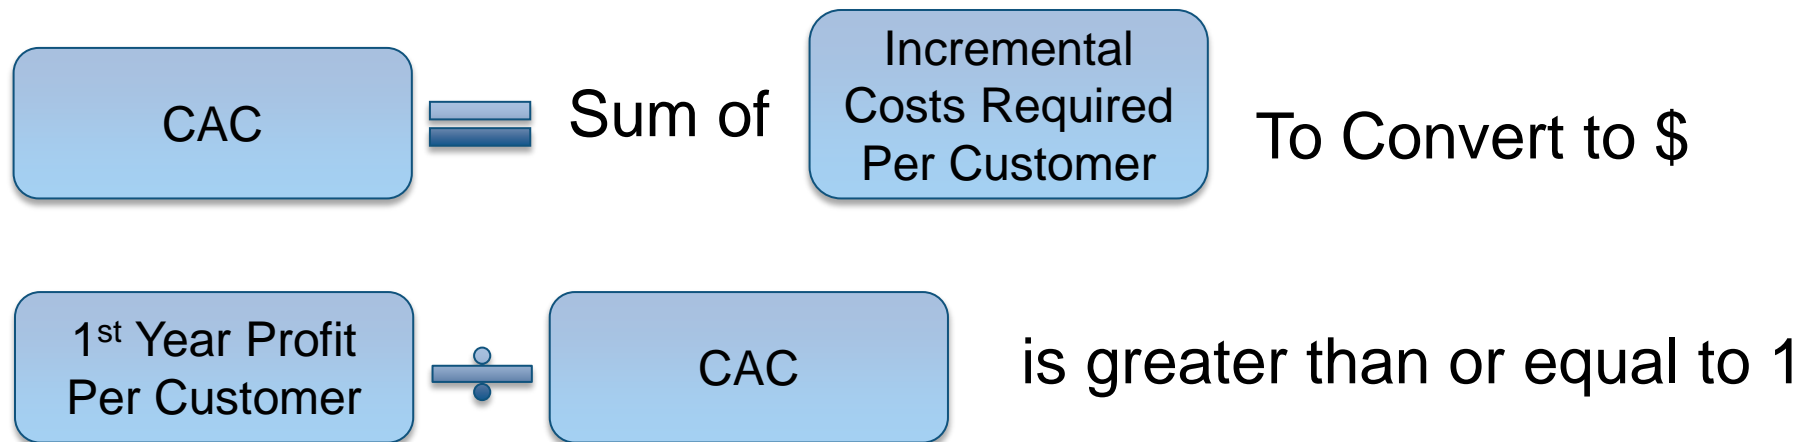 CAC
Sum of
Incremental
Costs Required
Per Customer
To Convert to $
1st Year Profit
Per Customer
CAC
is greater than or equal to 1